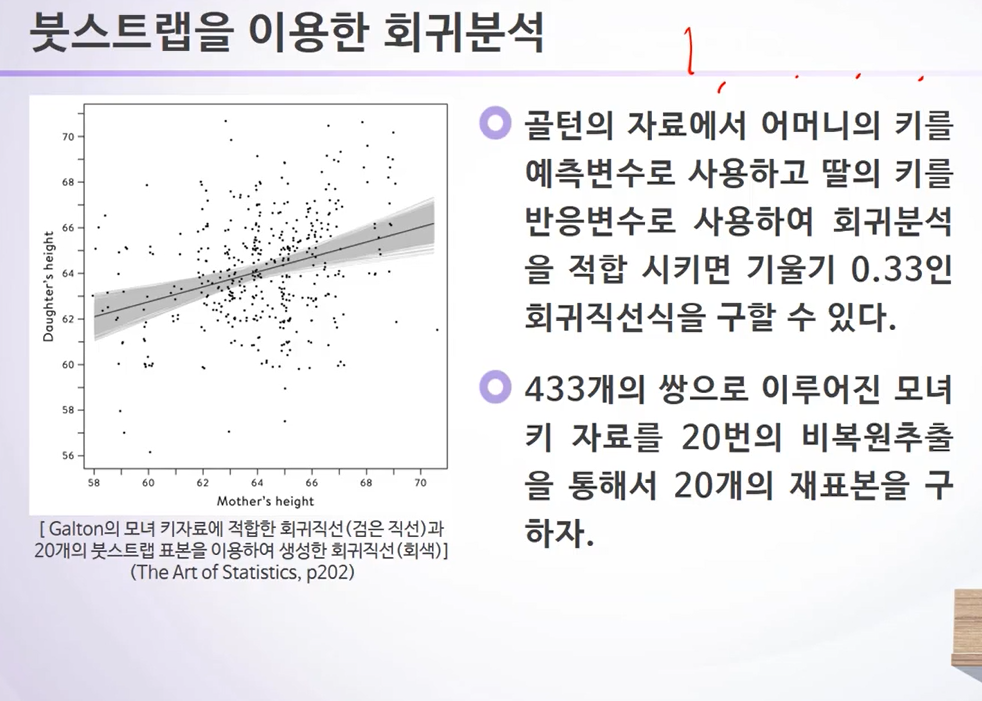 붓스트랩을 이용한 회귀분석
골턴의 자료에서 어머니의 키를
예측변수로 사용하고 딸의 키를
반응변수로 사용하여 회귀분석
을 적합 시키면 기울기 0.33인
회귀직선식을 구할 수 있다.
433개의 쌍으로 이루어진 모녀
키 자료를 20번의 비복원추출
을 통해서 20개의 재표본을 구
하자.
Daughter's height
70
68
66
64
62
60
58
56
58 60 62 64 66 68 70
Mother's height
[ Galton의 모녀 키자료에 적합한 회귀직선(검은 직선)과
20개의 붓스트랩 표본을 이용하여 생성한 회귀직선(회색)]
(The Art of Statistics, p202)